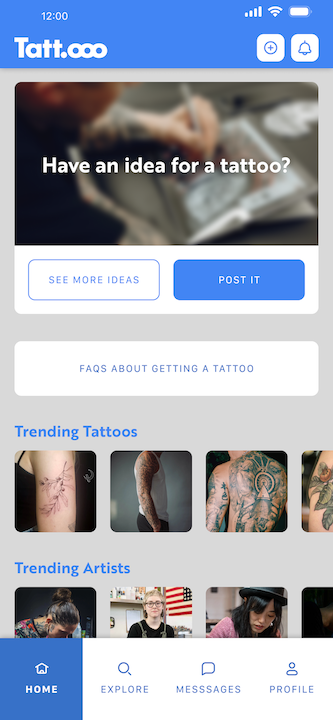 12:00
Tatt.ooo
Have an idea for a tattoo?
SEE MORE IDEAS
POST IT
FAQS ABOUT GETTING A TATTOO
Trending Tattoos
Trending Artists
HOME
EXPLORE
MESSSAGES
PROFILE